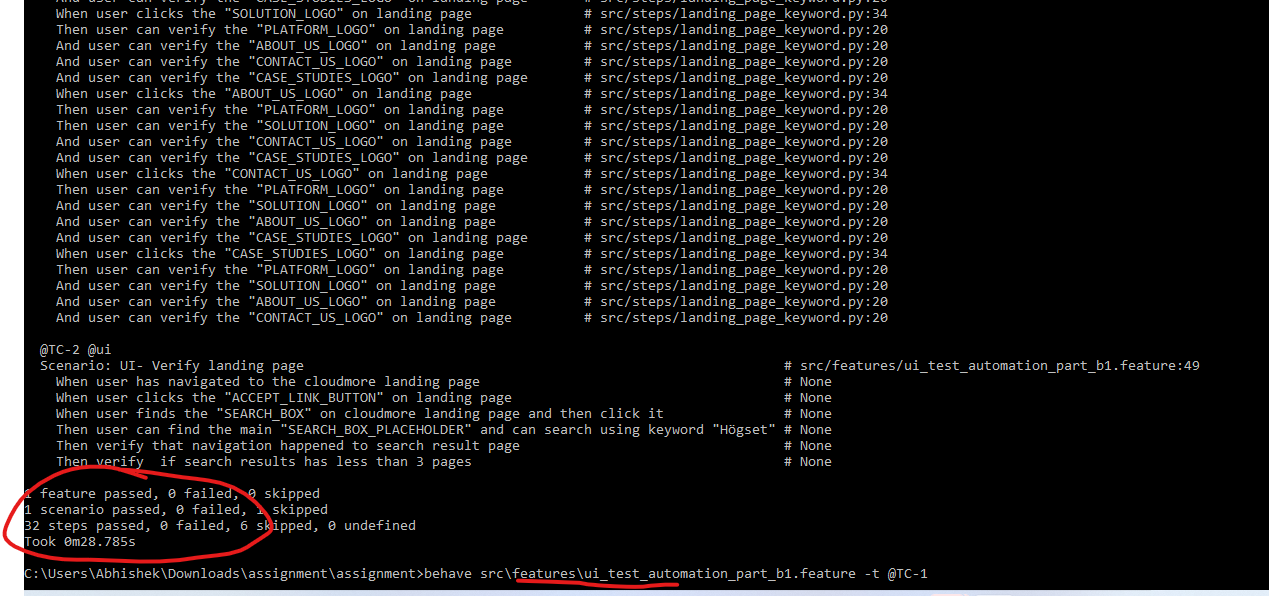 And user can verify the "CASE_STUDIES_LOGO" on landing page # src/steps/landing_page_keyword.py:20
When user clicks the "SOLUTION_LOGO" on landing page # src/steps/landing_page_keyword.py:34
Then user can verify the "PLATFORM_LOGO" on landing page # src/steps/landing_page_keyword.py:20
And user can verify the "ABOUT_US_LOGO" on landing page # src/steps/landing_page_keyword.py:20
And user can verify the "CONTACT_US_LOGO" on landing page # src/steps/landing_page_keyword.py:20
And user can verify the "CASE_STUDIES_LOGO" on landing page # src/steps/landing_page_keyword.py:20
When user clicks the "ABOUT_US_LOGO" on landing page # src/steps/landing_page_keyword.py:34
Then user can verify the "PLATFORM_LOGO" on landing page # src/steps/landing_page_keyword.py:20
Then user can verify the "SOLUTION_LOGO" on landing page # src/steps/landing_page_keyword.py:20
And user can verify the "CONTACT_US_LOGO" on landing page # src/steps/landing_page_keyword.py:20
And user can verify the "CASE_STUDIES_LOGO" on landing page # src/steps/landing_page_keyword.py:20
When user clicks the "CONTACT_US_LOGO" on landing page # src/steps/landing_page_keyword.py:34
Then user can verify the "PLATFORM_LOGO" on landing page # src/steps/landing_page_keyword.py:20
And user can verify the "SOLUTION_LOGO" on landing page # src/steps/landing_page_keyword.py:20
And user can verify the "ABOUT_US_LOGO" on landing page # src/steps/landing_page_keyword.py:20
And user can verify the "CASE_STUDIES_LOGO" on landing page # src/steps/landing_page_keyword.py:20
When user clicks the "CASE_STUDIES_LOGO" on landing page # src/steps/landing_page_keyword.py:34
Then user can verify the "PLATFORM_LOGO" on landing page # src/steps/landing_page_keyword.py:20
And user can verify the "SOLUTION_LOGO" on landing page # src/steps/landing_page_keyword.py:20
And user can verify the "ABOUT_US_LOGO" on landing page # src/steps/landing_page_keyword.py:20
And user can verify the "CONTACT_US_LOGO" on landing page # src/steps/landing_page_keyword.py:20
@TC-2 @ui
Scenario: UI- Verify landing page # src/features/ui_test_automation_part_b1.feature:49
When user has navigated to the cloudmore landing page # None
When user clicks the "ACCEPT_LINK_BUTTON" on landing page # None
When user finds the "SEARCH_BOX" on cloudmore landing page and then click it # None
Then user can find the main "SEARCH_BOX_PLACEHOLDER" and can search using keyword "Högset" # None
Then verify that navigation happened to search result page # None
Then verify  if search results has less than 3 pages # None
1 feature passed, 0 failed, 0 skipped
1 scenario passed, 0 failed, 1 skipped
32 steps passed, 0 failed, 6 skipped, 0 undefined
Took 0m28.785s
C:\Users\Abhishek\Downloads\assignment\assignment>behave src\features\ui_test_automation_part_b1.feature -t @TC-1